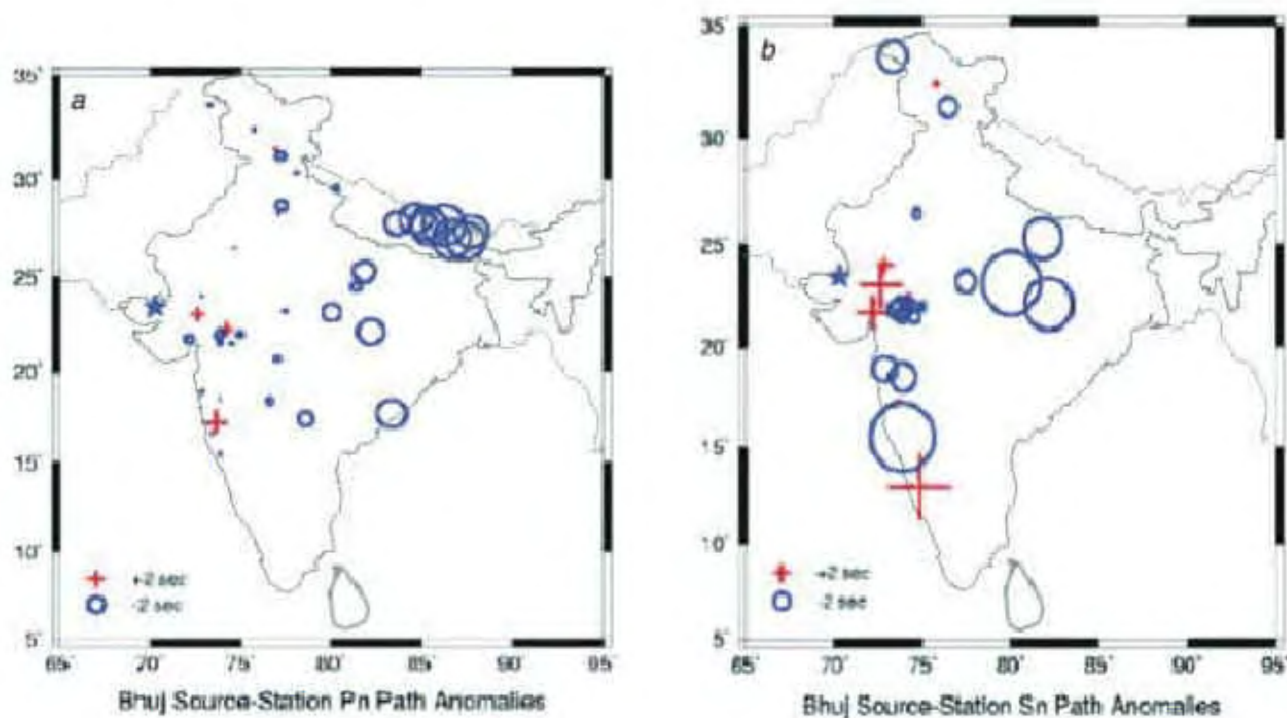 a
35°
30°
25°
20°
15°
10°
5°
+2 sec
-2 sec
65° 70° 75° 80° 85° 90° 95°
Bhuj Source-Station Pn Path Anomalies
b
35°
30°
25°
20°
15°
10°
5°
+2 sec
-2 sec
65° 70° 75° 80° 85° 90° 95°
Bhuj Source-Station Sn Path Anomalies